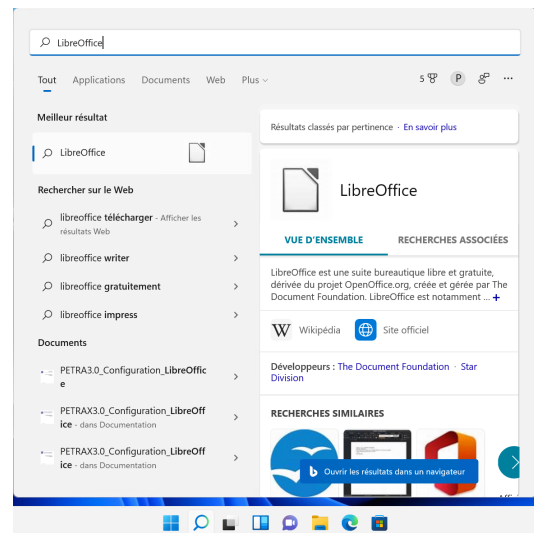 LibreOffice
Tout Applications Documents Web Plus 5 P ...
Meilleur résultat
LibreOffice
Rechercher sur le Web
libreoffice télécharger - Afficher les
résultats Web
libreoffice writer
libreoffice gratuitement
libreoffice impress
Documents
PETRA3.0_Configuration_LibreOffic
e
PETRAX3.0_Configuration_LibreOff
ice - dans Documentation
PETRAX3.0_Configuration_LibreOff
ice - dans Documentation
Résultats classés par pertinence · En savoir plus
LibreOffice
VUE D'ENSEMBLE RECHERCHES ASSOCIÉES
LibreOffice est une suite bureautique libre et gratuite,
dérivée du projet OpenOffice.org, créée et gérée par The
Document Foundation. LibreOffice est notamment ... +
W Wikipédia Site officiel
Développeurs : The Document Foundation · Star
Division
RECHERCHES SIMILAIRES
b Ouvrir les résultats dans un navigateur